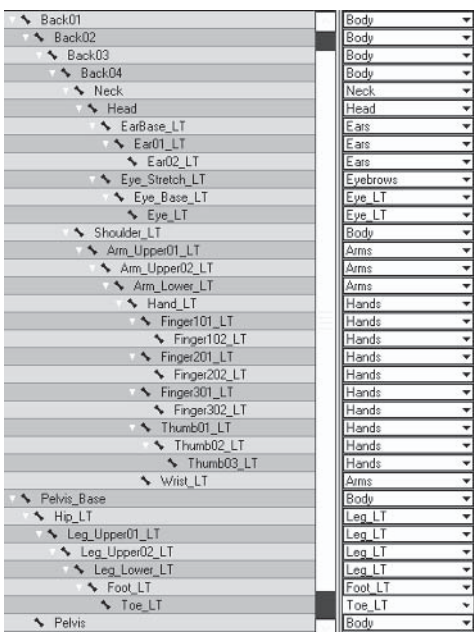 Back01 Body
Back02 Body
Back03 Body
Back04 Body
Neck Neck
Head Head
EarBase_LT Ears
Ear01_LT Ears
Ear02_LT Ears
Eye_Stretch_LT Eyebrows
Eye_Base_LT Eye_LT
Eye_LT Eye_LT
Shoulder_LT Body
Arm_Upper01_LT Arms
Arm_Upper02_LT Arms
Arm_Lower_LT Arms
Hand_LT Hands
Finger101_LT Hands
Finger102_LT Hands
Finger201_LT Hands
Finger202_LT Hands
Finger301_LT Hands
Finger302_LT Hands
Thumb01_LT Hands
Thumb02_LT Hands
Thumb03_LT Hands
Wrist_LT Arms
Pelvis_Base Body
Hip_LT Leg_LT
Leg_Upper01_LT Leg_LT
Leg_Upper02_LT Leg_LT
Leg_Lower_LT Leg_LT
Foot_LT Foot_LT
Toe_LT Toe_LT
Pelvis Body